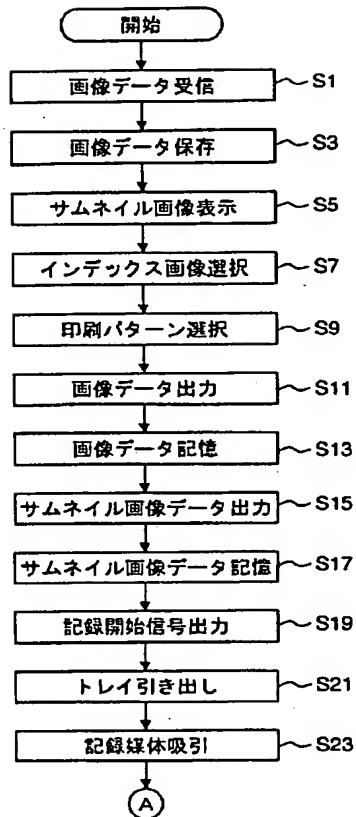 開始
画像データ受信 S1
画像データ保存 S3
サムネイル画像表示 S5
インデックス画像選択 S7
印刷パターン選択 S9
画像データ出力 S11
画像データ記憶 S13
サムネイル画像データ出力 S15
サムネイル画像データ記憶 S17
記録開始信号出力 S19
トレイ引き出し S21
記録媒体吸引 S23
A